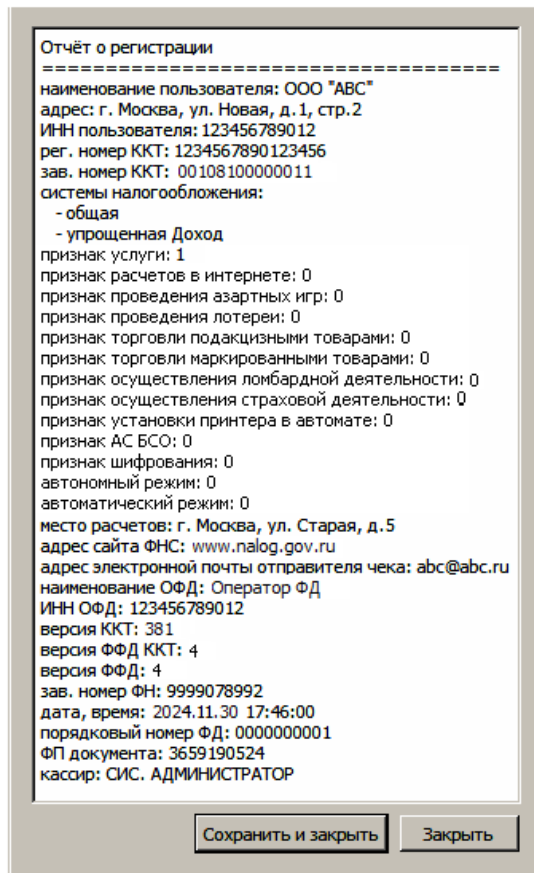 Отчёт о регистрации
=====================================
наименование пользователя: ООО "АВС"
адрес: г. Москва, ул. Новая, д.1, стр.2
ИНН пользователя: 123456789012
рег. номер ККТ: 1234567890123456
зав. номер ККТ: 00108100000011
системы налогообложения:
- общая
- упрощенная Доход
признак услуги: 1
признак расчетов в интернете: 0
признак проведения азартных игр: 0
признак проведения лотереи: 0
признак торговли подакцизными товарами: 0
признак торговли маркированными товарами: 0
признак осуществления ломбардной деятельности: 0
признак осуществления страховой деятельности: 0
признак установки принтера в автомате: 0
признак АС БСО: 0
признак шифрования: 0
автономный режим: 0
автоматический режим: 0
место расчетов: г. Москва, ул. Старая, д.5
адрес сайта ФНС: www.nalog.gov.ru
адрес электронной почты отправителя чека: abc@abc.ru
наименование ОФД: Оператор ФД
ИНН ОФД: 123456789012
версия ККТ: 381
версия ФФД ККТ: 4
версия ФФД: 4
зав. номер ФН: 9999078992
дата, время: 2024.11.30 17:46:00
порядковый номер ФД: 0000000001
ФП документа: 3659190524
кассир: СИС. АДМИНИСТРАТОР
Сохранить и закрыть Закрыть